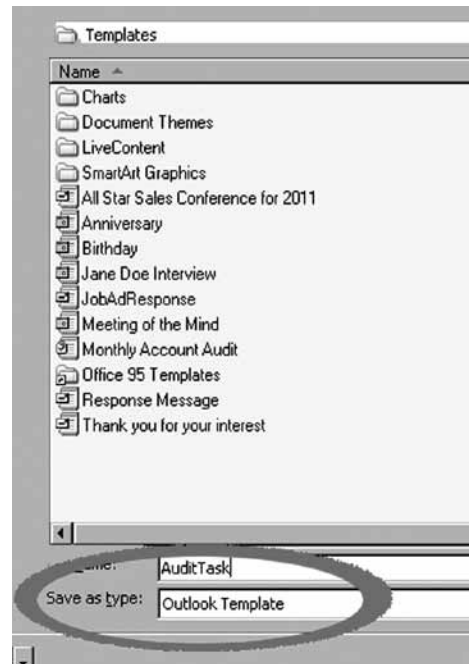 Templates
Name
Charts
Document Themes
LiveContent
SmartArt Graphics
All Star Sales Conference for 2011
Anniversary
Birthday
Jane Doe Interview
JobAdResponse
Meeting of the Mind
Monthly Account Audit
Office 95 Templates
Response Message
Thank you for your interest
AuditTask
Save as type: Outlook Template